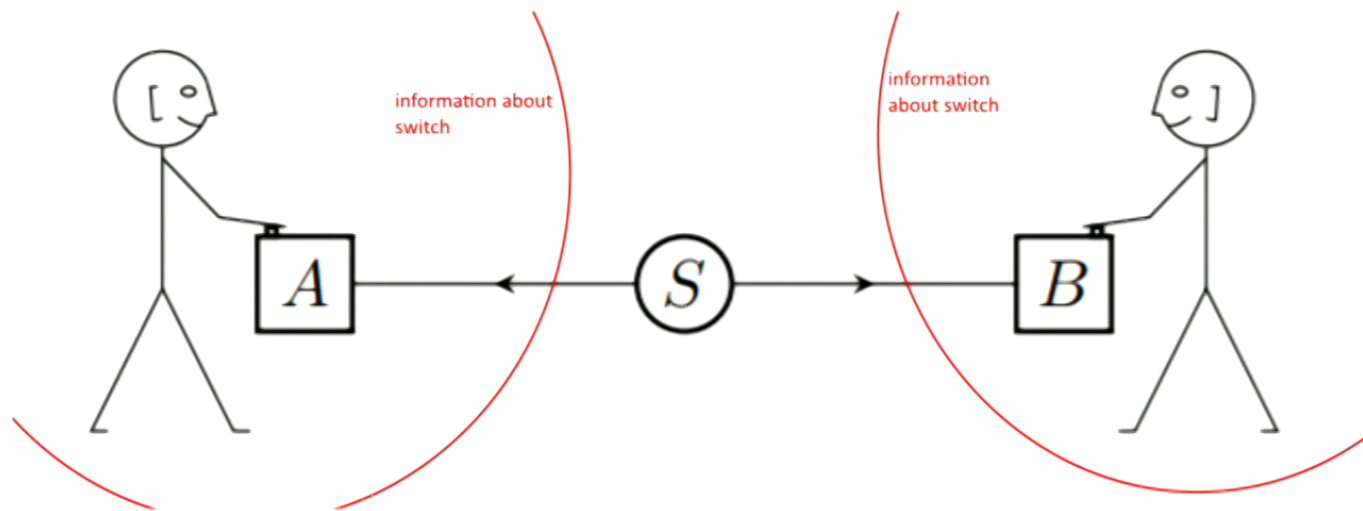 information about
switch
information
about switch
A
S
B